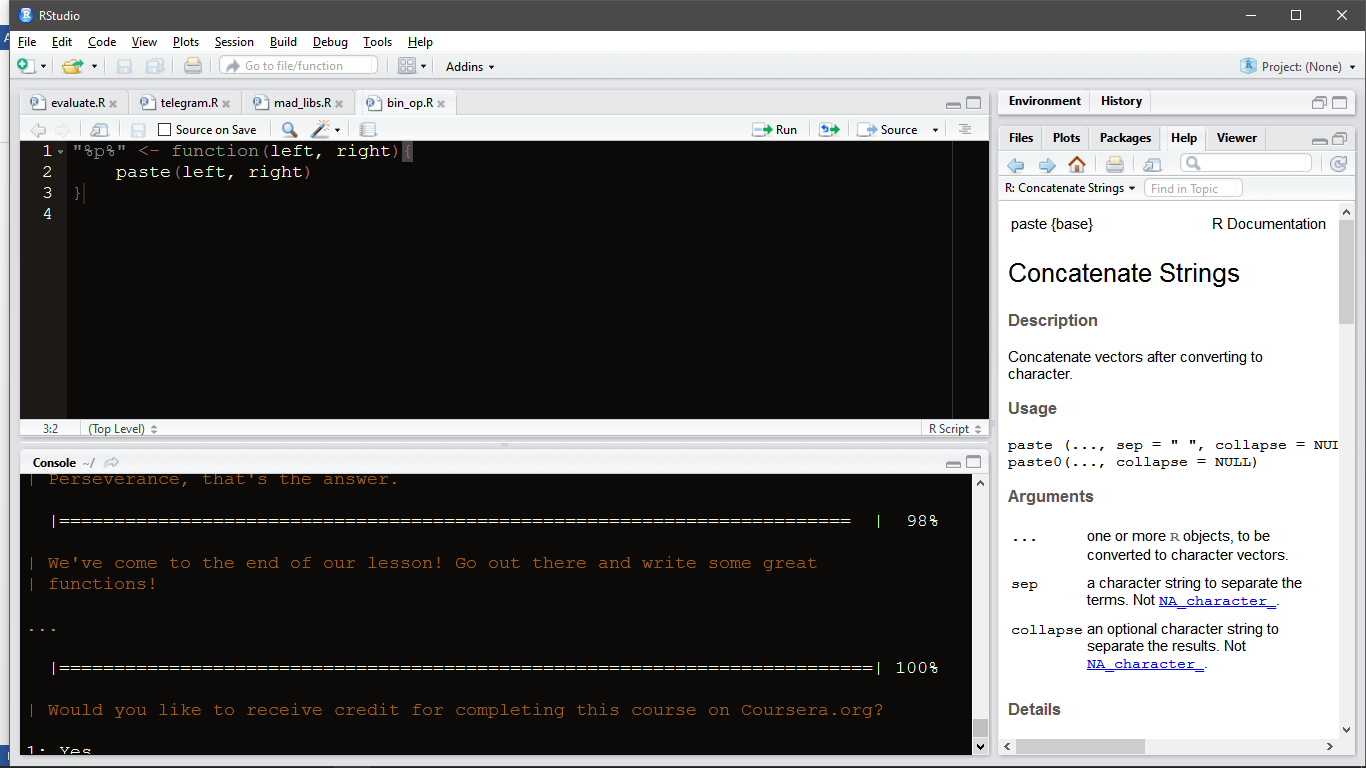 RStudio
File Edit Code View Plots Session Build Debug Tools Help
Go to file/function Addins Project: (None)
evaluate.R telegram.R mad_libs.R bin_op.R
Source on Save Run Source
1 "%p%" <- function(left, right){
2 paste(left, right)
3 }
4
3:2 (Top Level) R Script
Console ~/
| Perseverance, that's the answer.
|========================================================================  | 98%
| We've come to the end of our lesson! Go out there and write some great
| functions!
...
|==========================================================================| 100%
| Would you like to receive credit for completing this course on Coursera.org?
1: Yes
Environment History
Files Plots Packages Help Viewer
R: Concatenate Strings Find in Topic
paste {base} R Documentation
Concatenate Strings
Description
Concatenate vectors after converting to
character.
Usage
paste (..., sep = " ", collapse = NUL
paste0(..., collapse = NULL)
Arguments
... one or more R objects, to be
converted to character vectors.
sep a character string to separate the
terms. Not NA_character_.
collapse an optional character string to
separate the results. Not
NA_character_.
Details